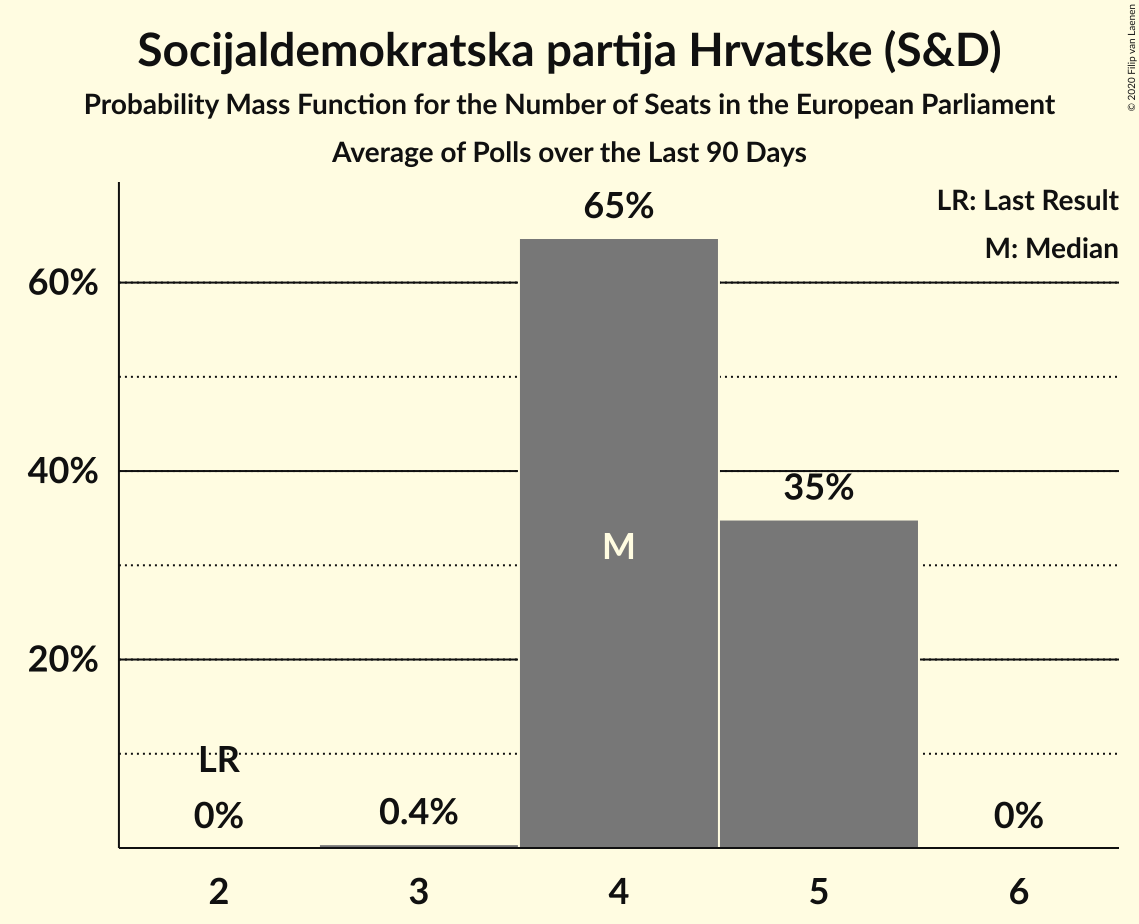 Socijaldemokratska partija Hrvatske (S&D)
Probability Mass Function for the Number of Seats in the European Parliament
Average of Polls over the Last 90 Days
© 2020 Filip van Laenen
LR: Last Result
M: Median
65%
60%
40%
35%
M
20%
LR
0%
0.4%
0%
2
3
4
5
6